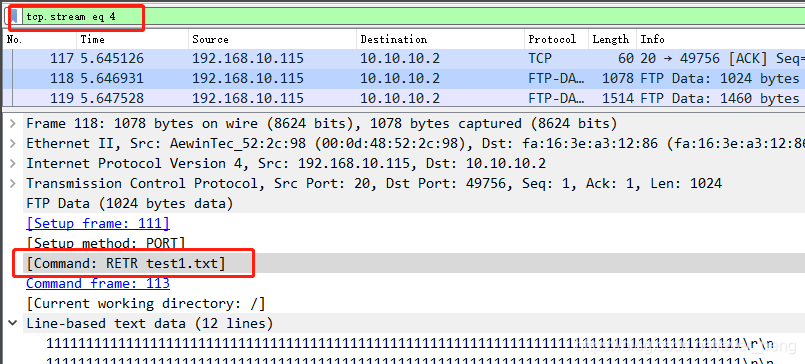 tcp.stream eq 4
No. Time Source Destination Protocol Length Info
117 5.645126 192.168.10.115 10.10.10.2 TCP 60 20 → 49756 [ACK] Seq=
118 5.646931 192.168.10.115 10.10.10.2 FTP-DA… 1078 FTP Data: 1024 bytes
119 5.647528 192.168.10.115 10.10.10.2 FTP-DA… 1514 FTP Data: 1460 bytes
Frame 118: 1078 bytes on wire (8624 bits), 1078 bytes captured (8624 bits)
Ethernet II, Src: AewinTec_52:2c:98 (00:0d:48:52:2c:98), Dst: fa:16:3e:a3:12:86 (fa:16:3e:a3:12:86
Internet Protocol Version 4, Src: 192.168.10.115, Dst: 10.10.10.2
Transmission Control Protocol, Src Port: 20, Dst Port: 49756, Seq: 1, Ack: 1, Len: 1024
FTP Data (1024 bytes data)
[Setup frame: 111]
[Setup method: PORT]
[Command: RETR test1.txt]
Command frame: 113
[Current working directory: /]
Line-based text data (12 lines)